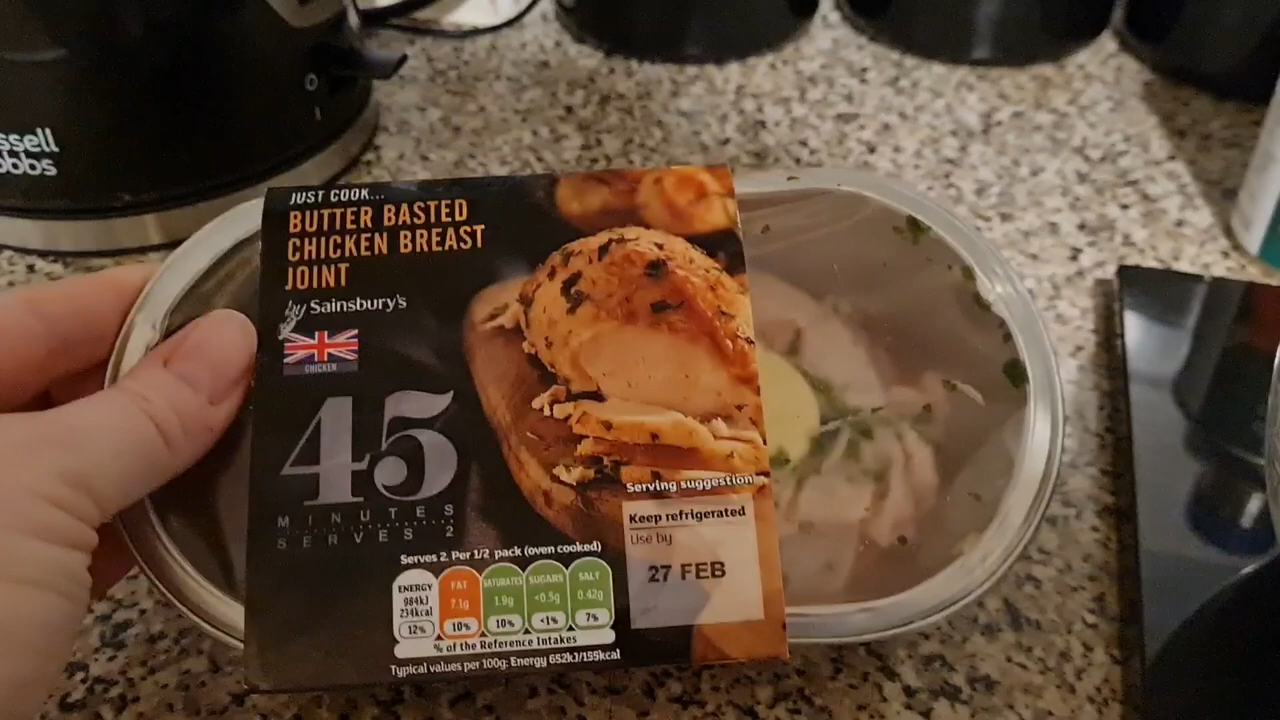 ssell
obbs
O
I
JUST COOK...
BUTTER BASTED
CHICKEN BREAST
JOINT
by Sainsbury's
CHICKEN
45
MINUTES
SERVES 2
Serving suggestion
Keep refrigerated
Use by
27 FEB
Serves 2. Per 1/2 pack (oven cooked)
ENERGY
984kJ
234kcal
12%
FAT
7.1g
10%
SATURATES
1.9g
10%
SUGARS
<0.5g
<1%
SALT
0.42g
7%
% of the Reference Intakes
Typical values per 100g: Energy 652kJ/155kcal